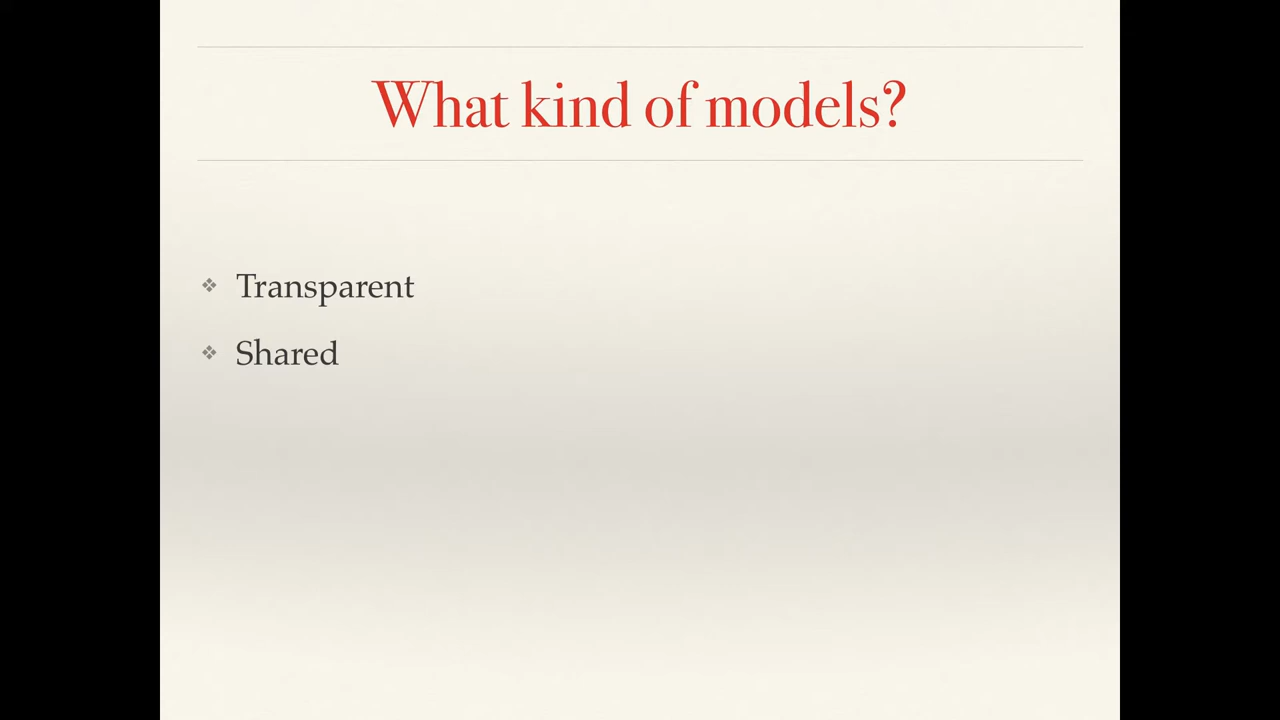 What kind of models?
❖ Transparent
❖ Shared